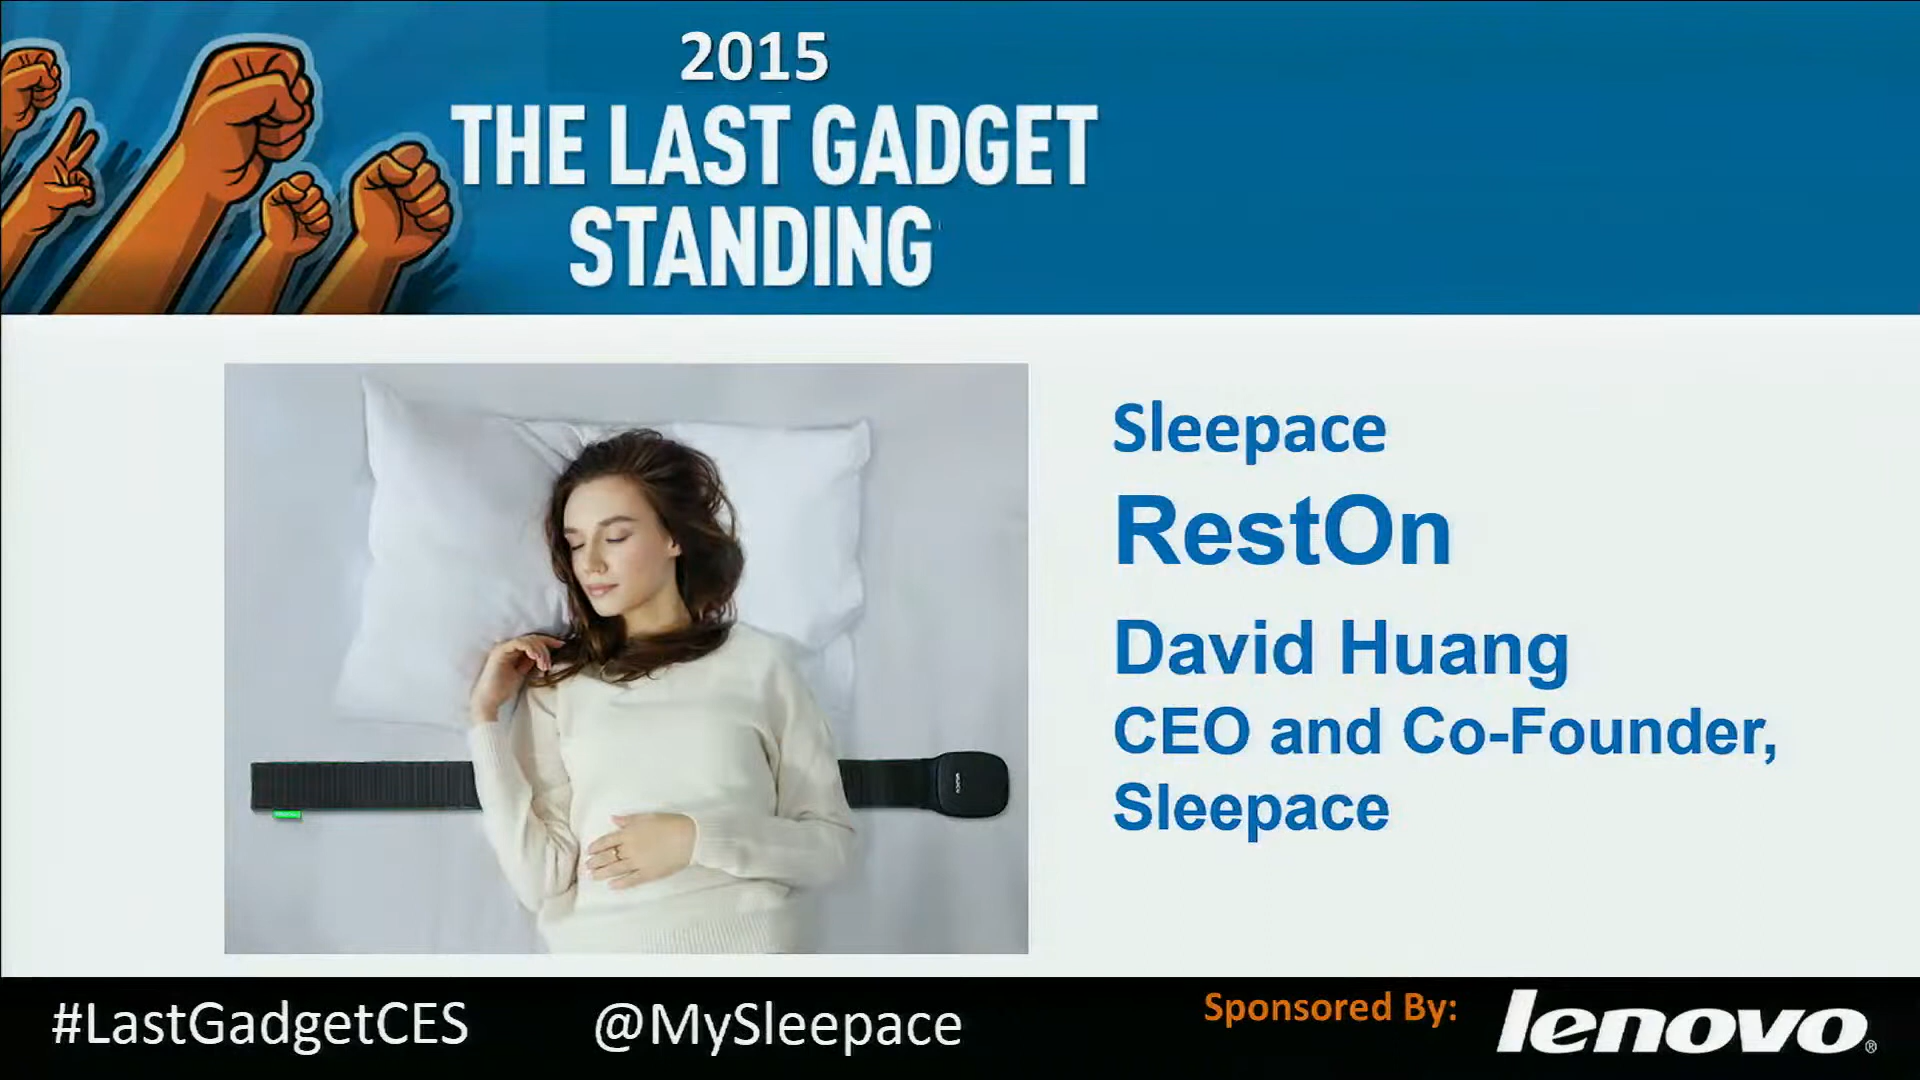 2015
THE LAST GADGET
STANDING
Sleepace
RestOn
David Huang
CEO and Co-Founder,
Sleepace
#LastGadgetCES
@MySleepace
Sponsored By:
lenovo®